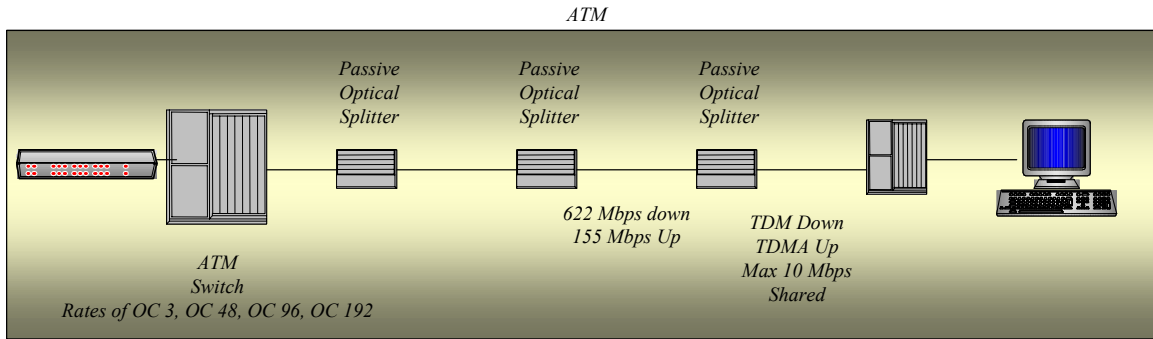 ATM
Passive
Optical
Splitter
Passive
Optical
Splitter
Passive
Optical
Splitter
622 Mbps down
155 Mbps Up
TDM Down
TDMA Up
Max 10 Mbps
Shared
ATM
Switch
Rates of OC 3, OC 48, OC 96, OC 192